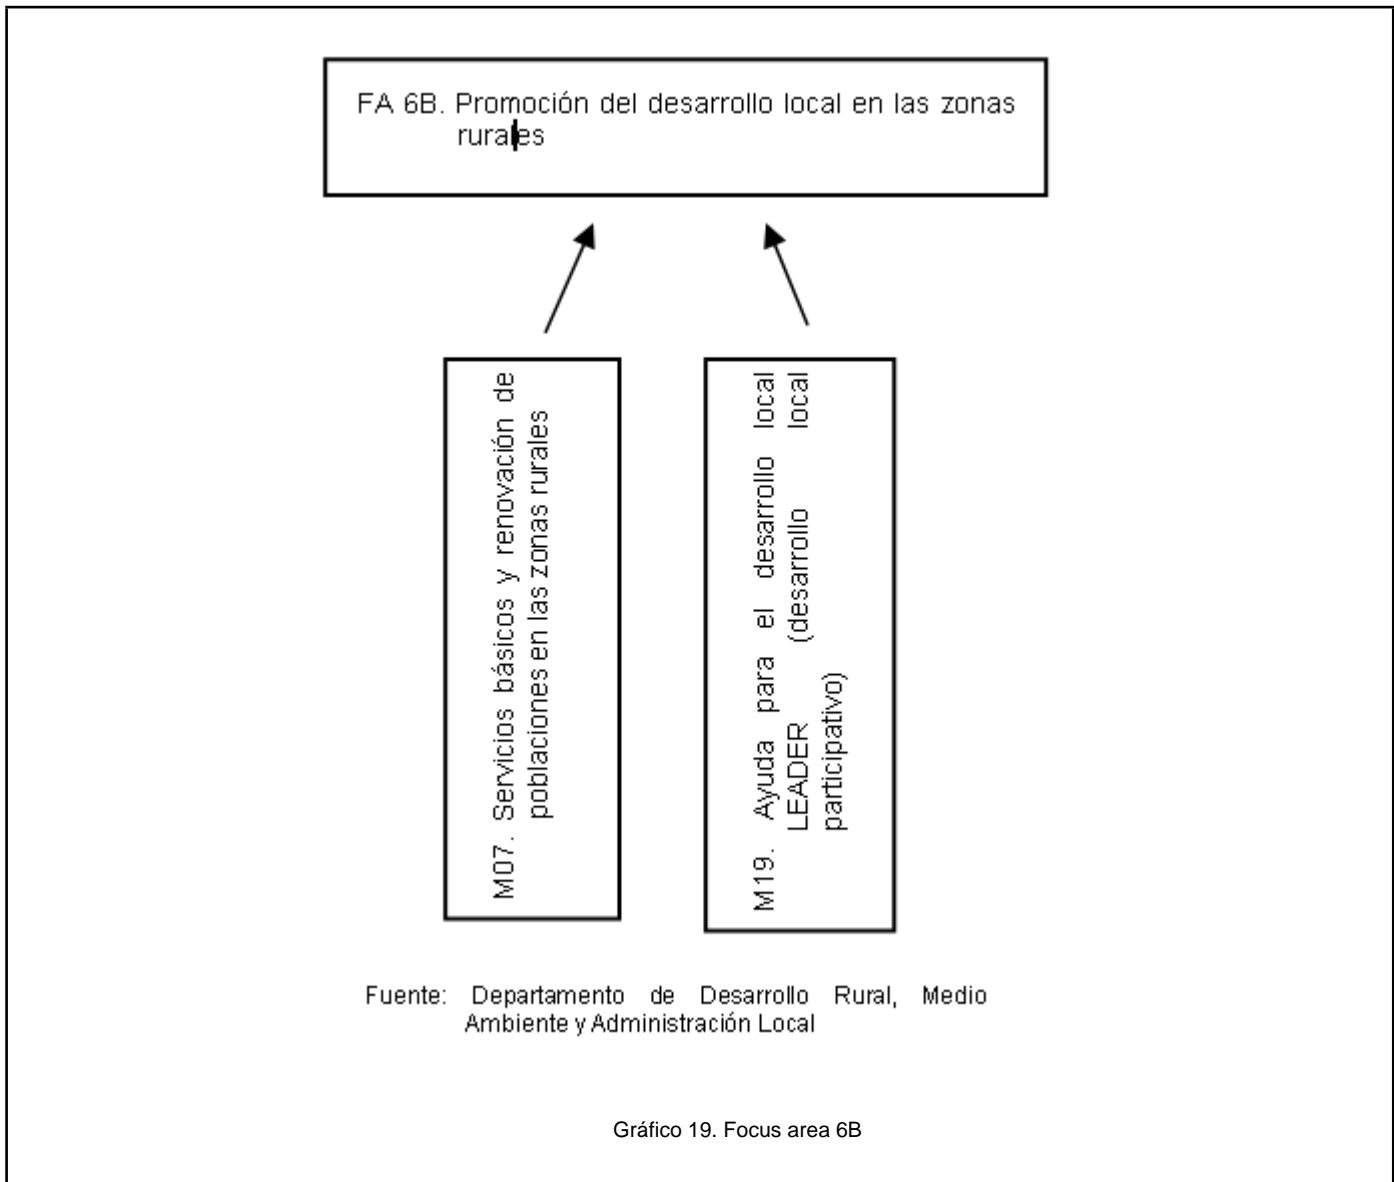 FA 6B. Promoción del desarrollo local en las zonas
rurales
M07. Servicios básicos y renovación de
poblaciones en las zonas rurales
M19. Ayuda para el desarrollo local
LEADER (desarrollo local
participativo)
Fuente: Departamento de Desarrollo Rural, Medio
Ambiente y Administración Local
Gráfico 19. Focus area 6B